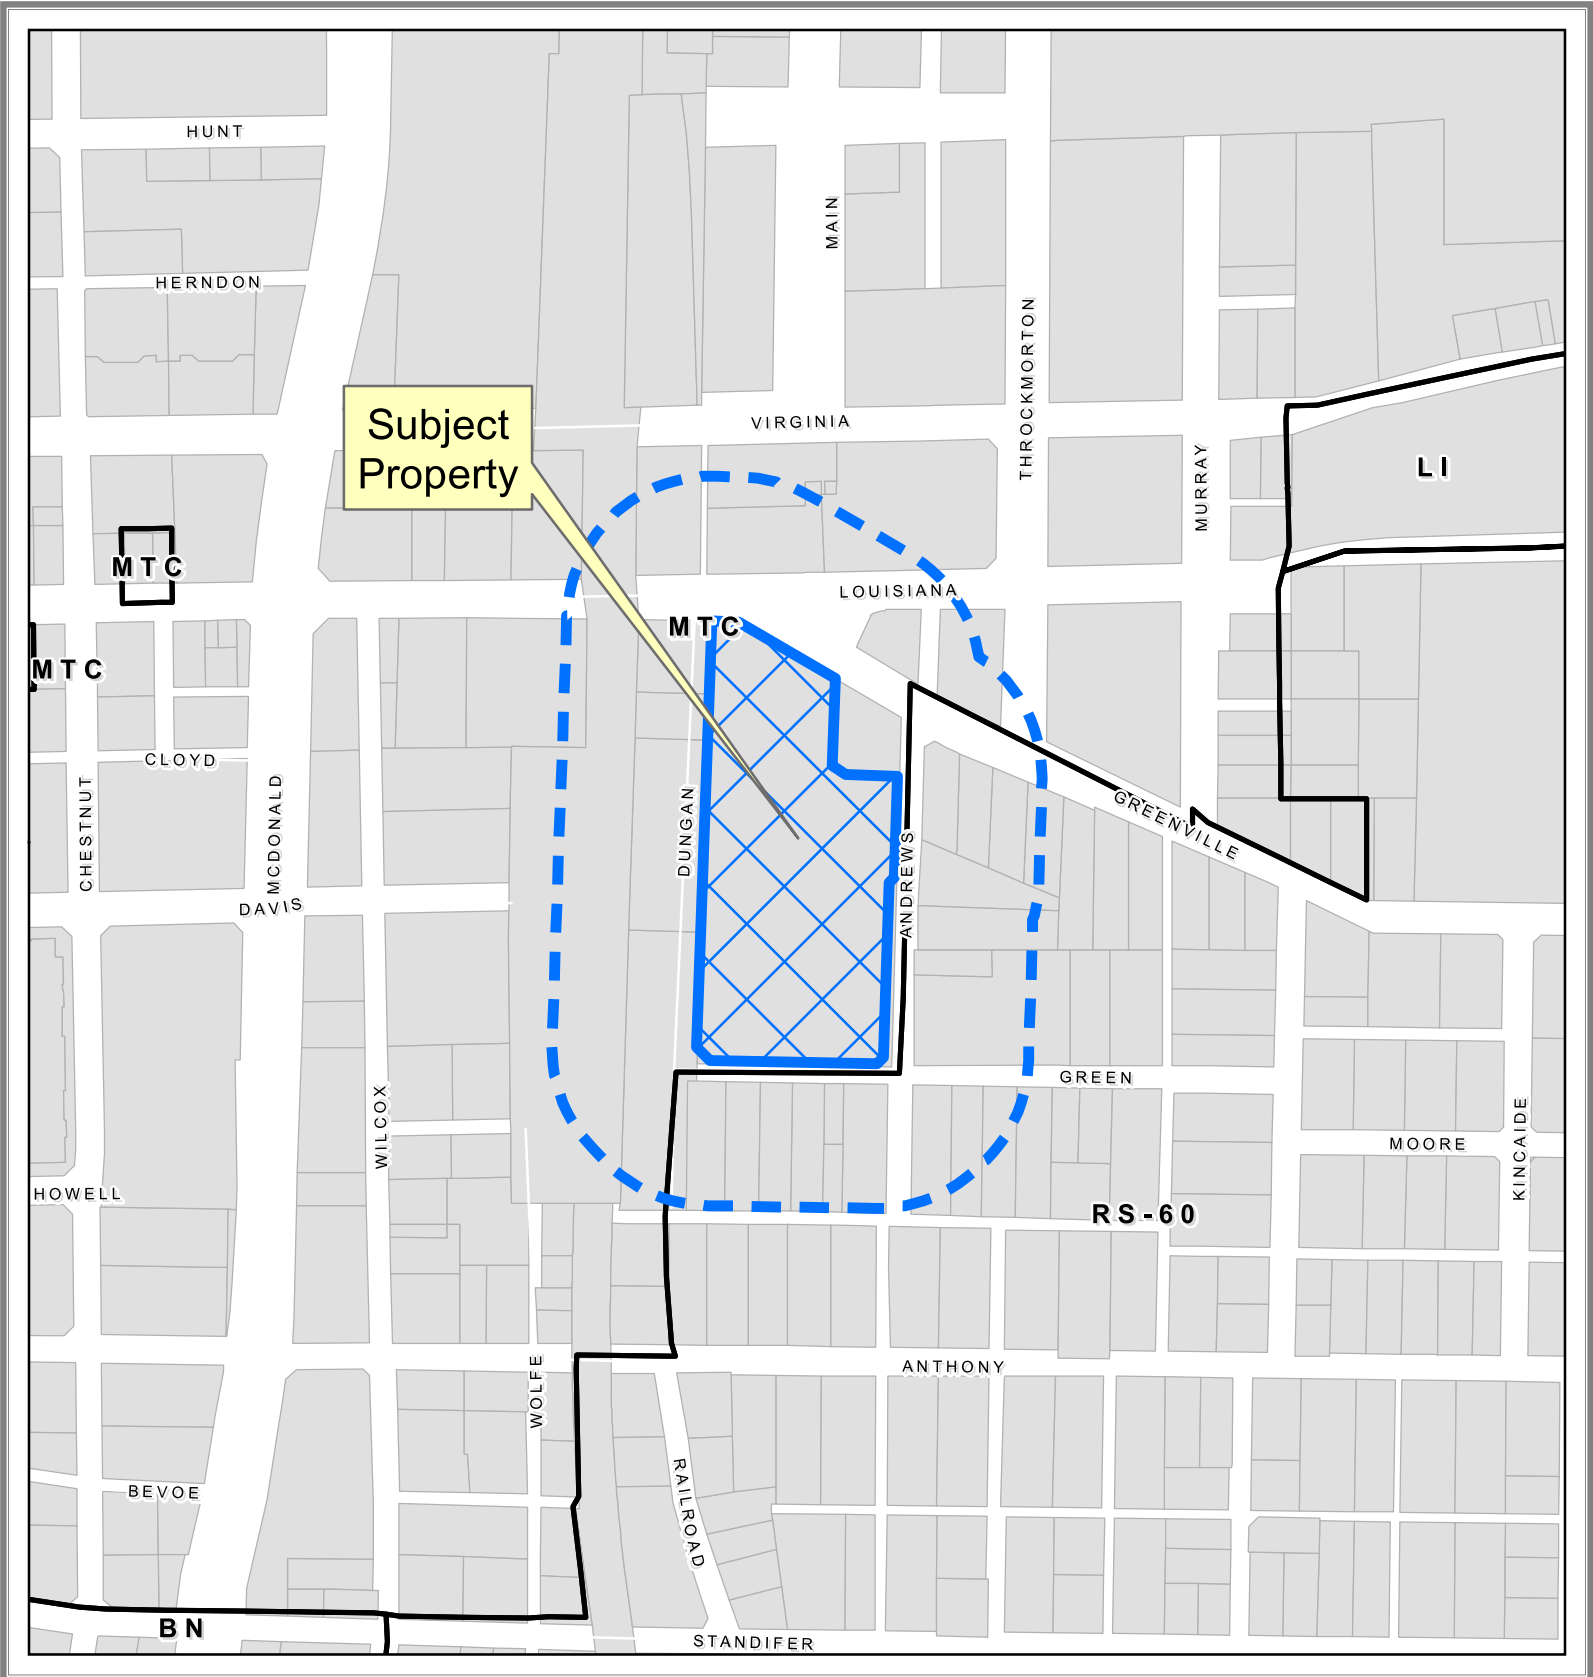 HUNT
MAIN
HERNDON
THROCKMORTON
Subject
Property
VIRGINIA
LI
MURRAY
MTC
LOUISIANA
MTC
MTC
CLOYD
CHESTNUT
MCDONALD
DUNGAN
GREENVILLE
ANDREWS
DAVIS
GREEN
WILCOX
MOORE
KINCAIDE
HOWELL
RS-60
ANTHONY
WOLFE
BEVOE
RAILROAD
BN
STANDIFER